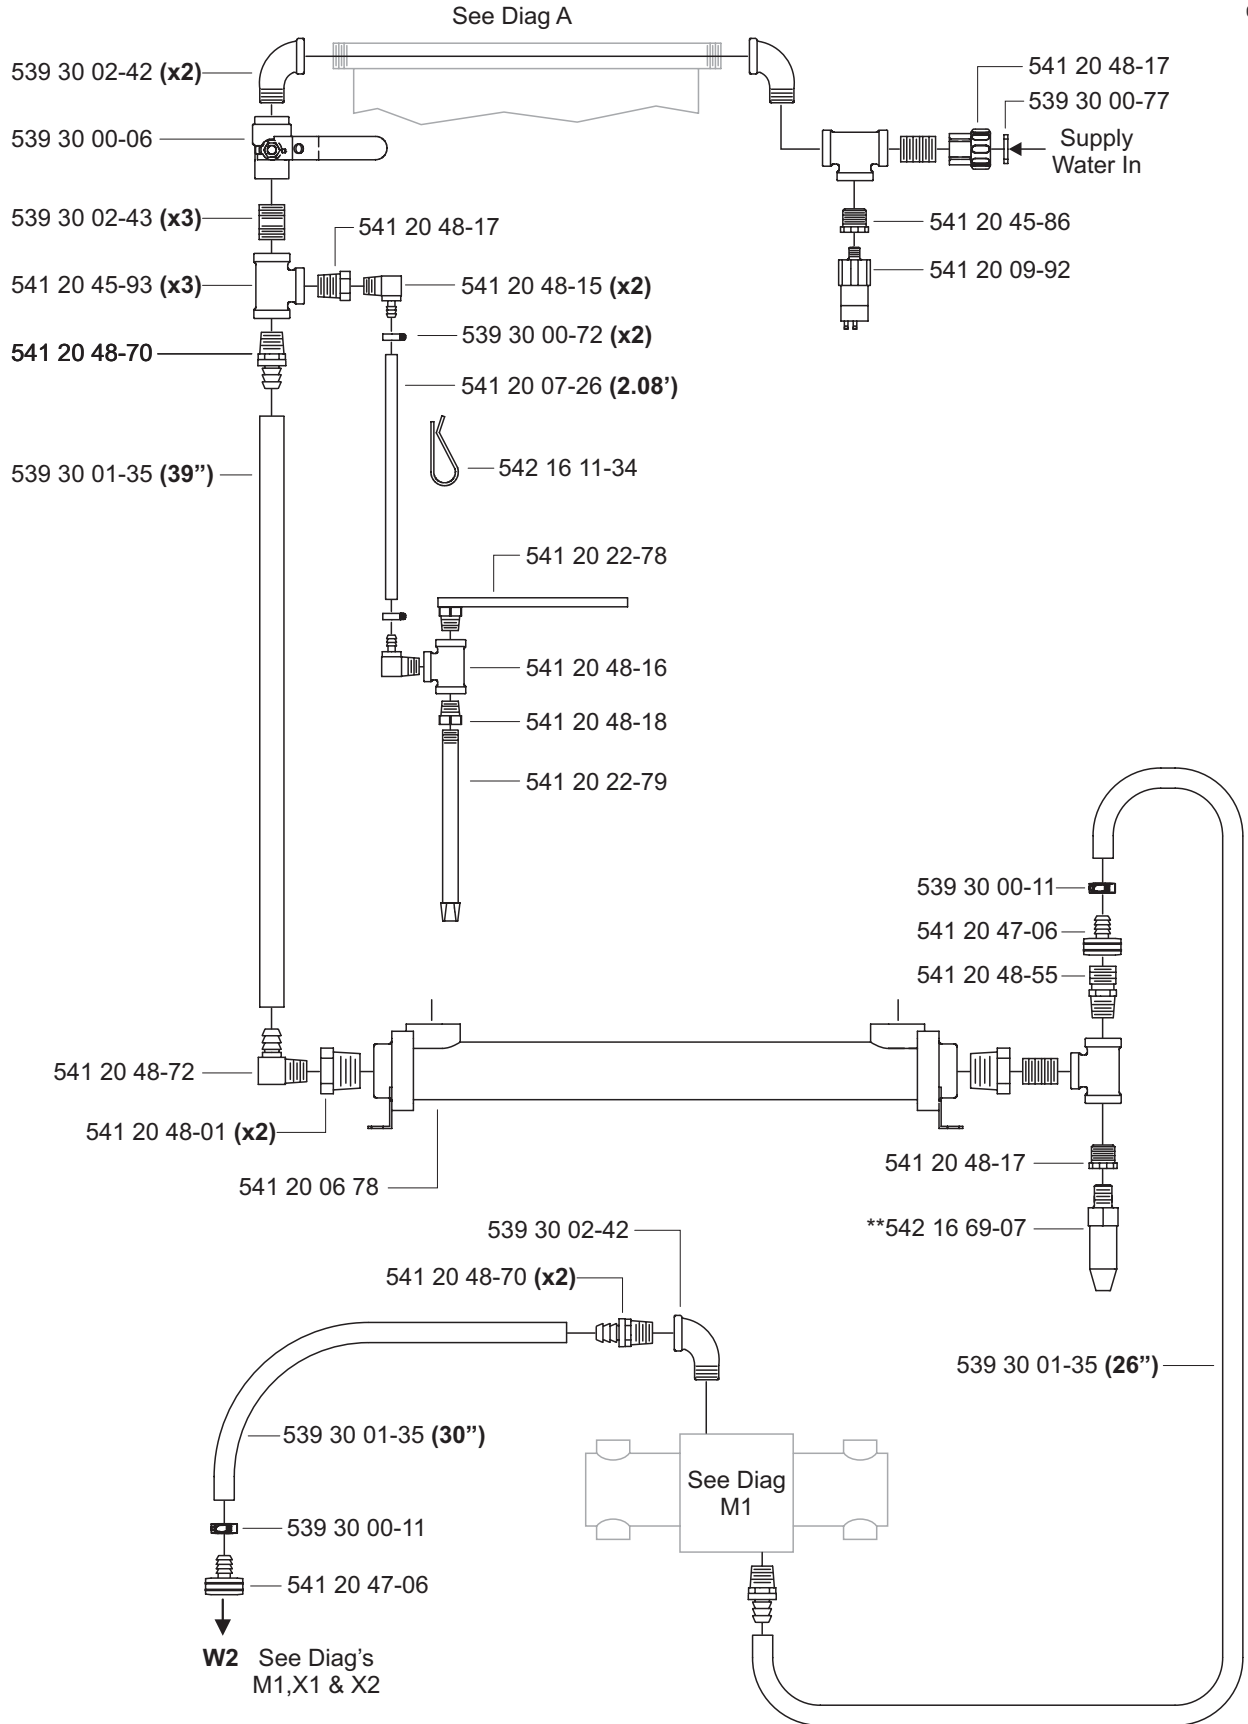 See Diag A
539 30 02-42 (x2)
541 20 48-17
539 30 00-77
Supply
Water In
539 30 00-06
539 30 02-43 (x3)
541 20 48-17
541 20 45-86
541 20 45-93 (x3)
541 20 48-15 (x2)
541 20 09-92
539 30 00-72 (x2)
541 20 48-70
541 20 07-26 (2.08')
539 30 01-35 (39”)
542 16 11-34
541 20 22-78
541 20 48-16
541 20 48-18
541 20 22-79
539 30 00-11
541 20 47-06
541 20 48-55
541 20 48-72
541 20 48-01 (x2)
541 20 06 78
541 20 48-17
**542 16 69-07
539 30 02-42
541 20 48-70 (x2)
539 30 01-35 (26”)
539 30 01-35 (30”)
See Diag
M1
539 30 00-11
541 20 47-06
W2 See Diag's
M1,X1 & X2